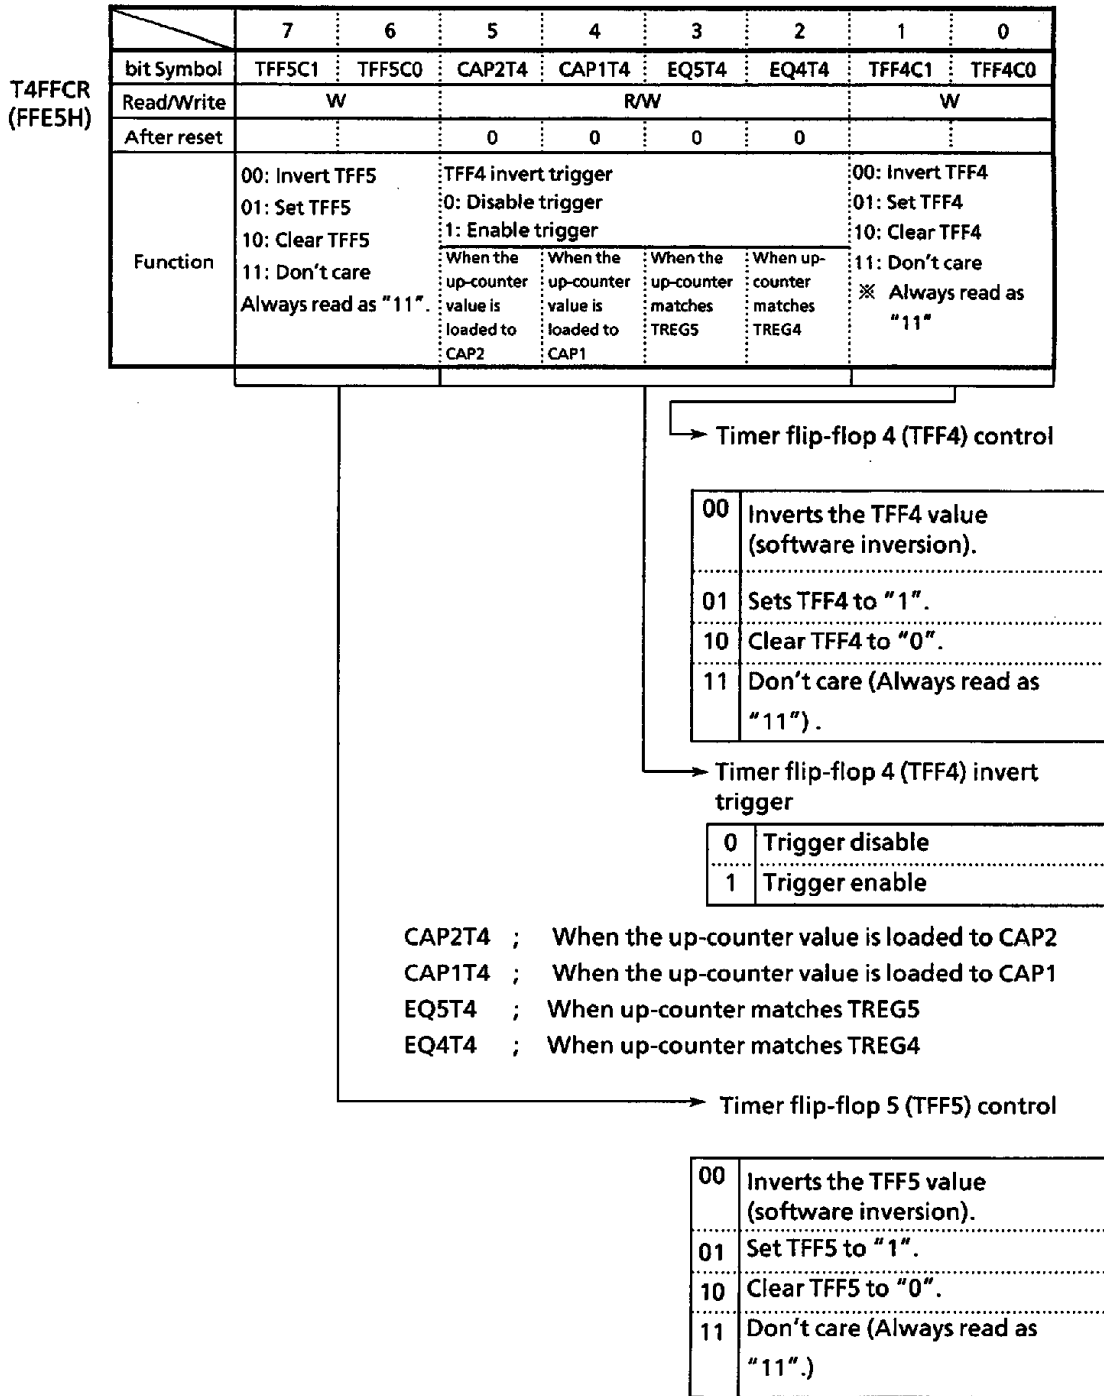 7 6 5 4 3 2 1 0
T4FFCR
(FFE5H)
bit Symbol TFF5C1 TFF5C0 CAP2T4 CAP1T4 EQ5T4 EQ4T4 TFF4C1 TFF4C0
Read/Write W R/W W
After reset 0 0 0 0
Function
00: Invert TFF5
01: Set TFF5
10: Clear TFF5
11: Don't care
Always read as "11".
TFF4 invert trigger
0: Disable trigger
1: Enable trigger
When the
up-counter
value is
loaded to
CAP2
When the
up-counter
value is
loaded to
CAP1
When the
up-counter
matches
TREG5
When up-
counter
matches
TREG4
00: Invert TFF4
01: Set TFF4
10: Clear TFF4
11: Don't care
※ Always read as
"11"
Timer flip-flop 4 (TFF4) control
00 Inverts the TFF4 value
(software inversion).
01 Sets TFF4 to "1".
10 Clear TFF4 to "0".
11 Don't care (Always read as
"11") .
Timer flip-flop 4 (TFF4) invert
trigger
0 Trigger disable
1 Trigger enable
CAP2T4 ; When the up-counter value is loaded to CAP2
CAP1T4 ; When the up-counter value is loaded to CAP1
EQ5T4 ; When up-counter matches TREG5
EQ4T4 ; When up-counter matches TREG4
Timer flip-flop 5 (TFF5) control
00 Inverts the TFF5 value
(software inversion).
01 Set TFF5 to "1".
10 Clear TFF5 to "0".
11 Don't care (Always read as
"11".)